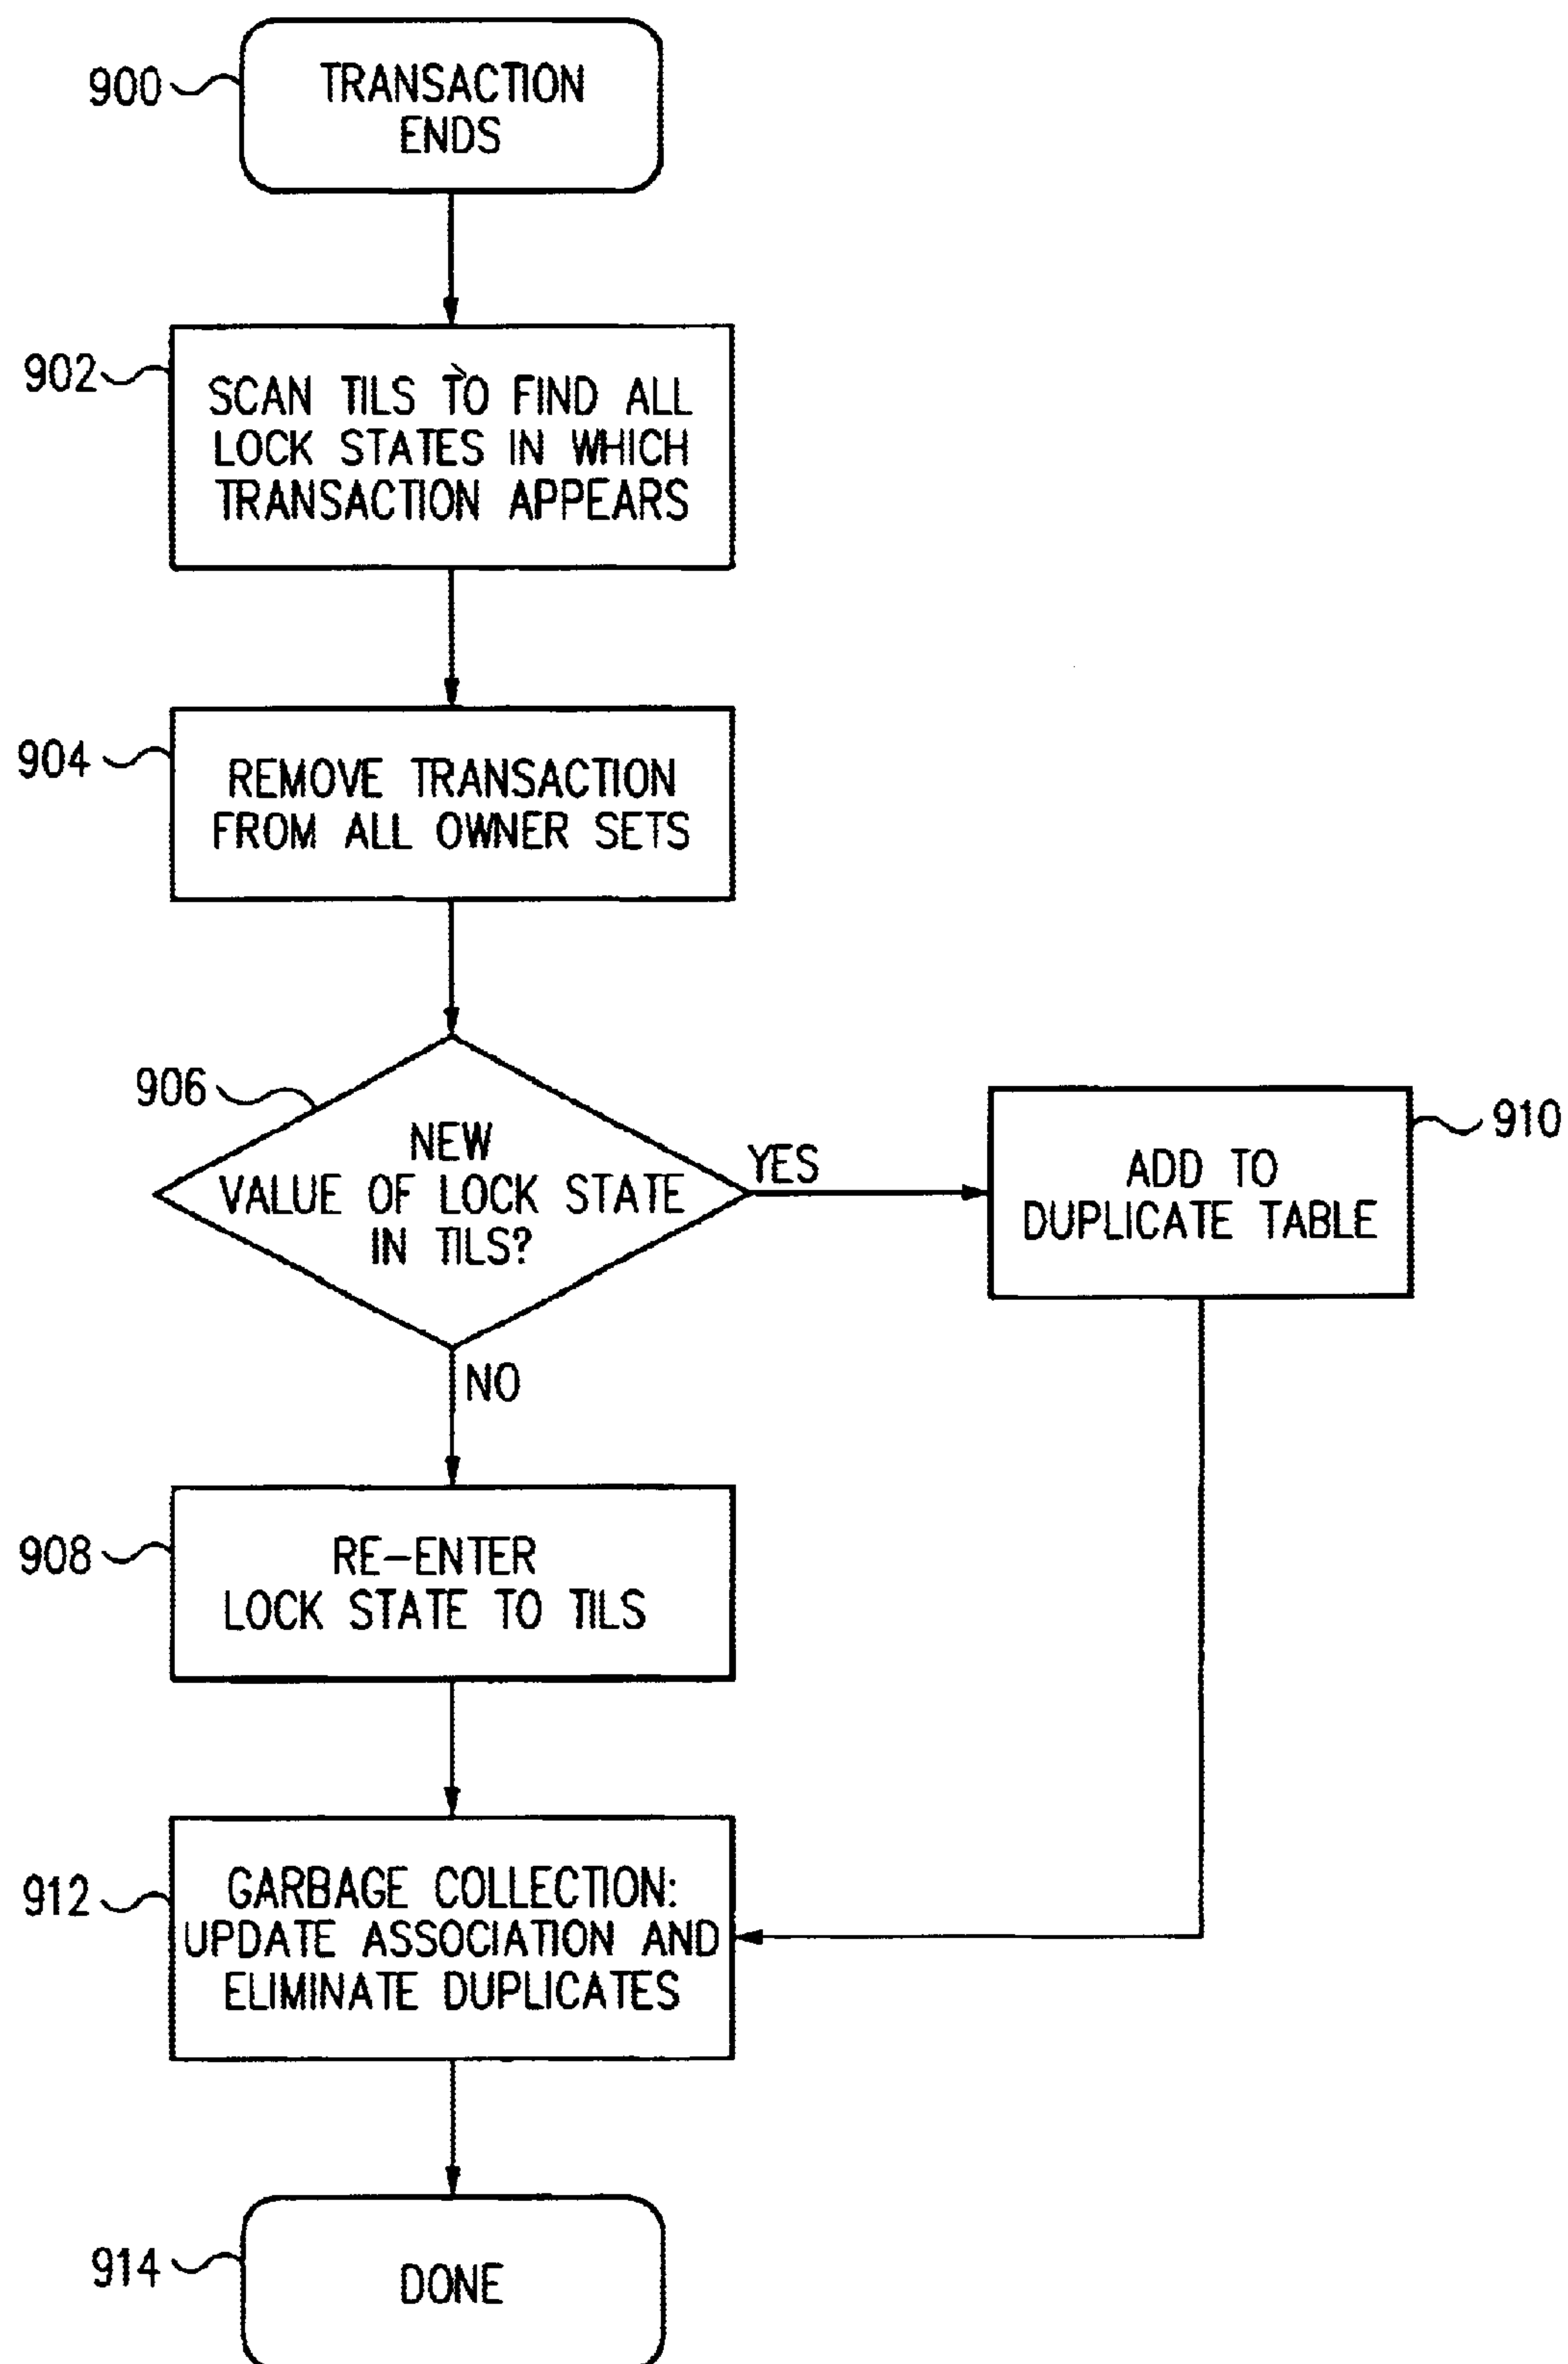 900
TRANSACTION
ENDS
902
SCAN TILS TO FIND ALL
LOCK STATES IN WHICH
TRANSACTION APPEARS
904
REMOVE TRANSACTION
FROM ALL OWNER SETS
906
NEW
VALUE OF LOCK STATE
IN TILS?
YES
910
ADD TO
DUPLICATE TABLE
NO
908
RE-ENTER
LOCK STATE TO TILS
912
GARBAGE COLLECTION:
UPDATE ASSOCIATION AND
ELIMINATE DUPLICATES
914
DONE